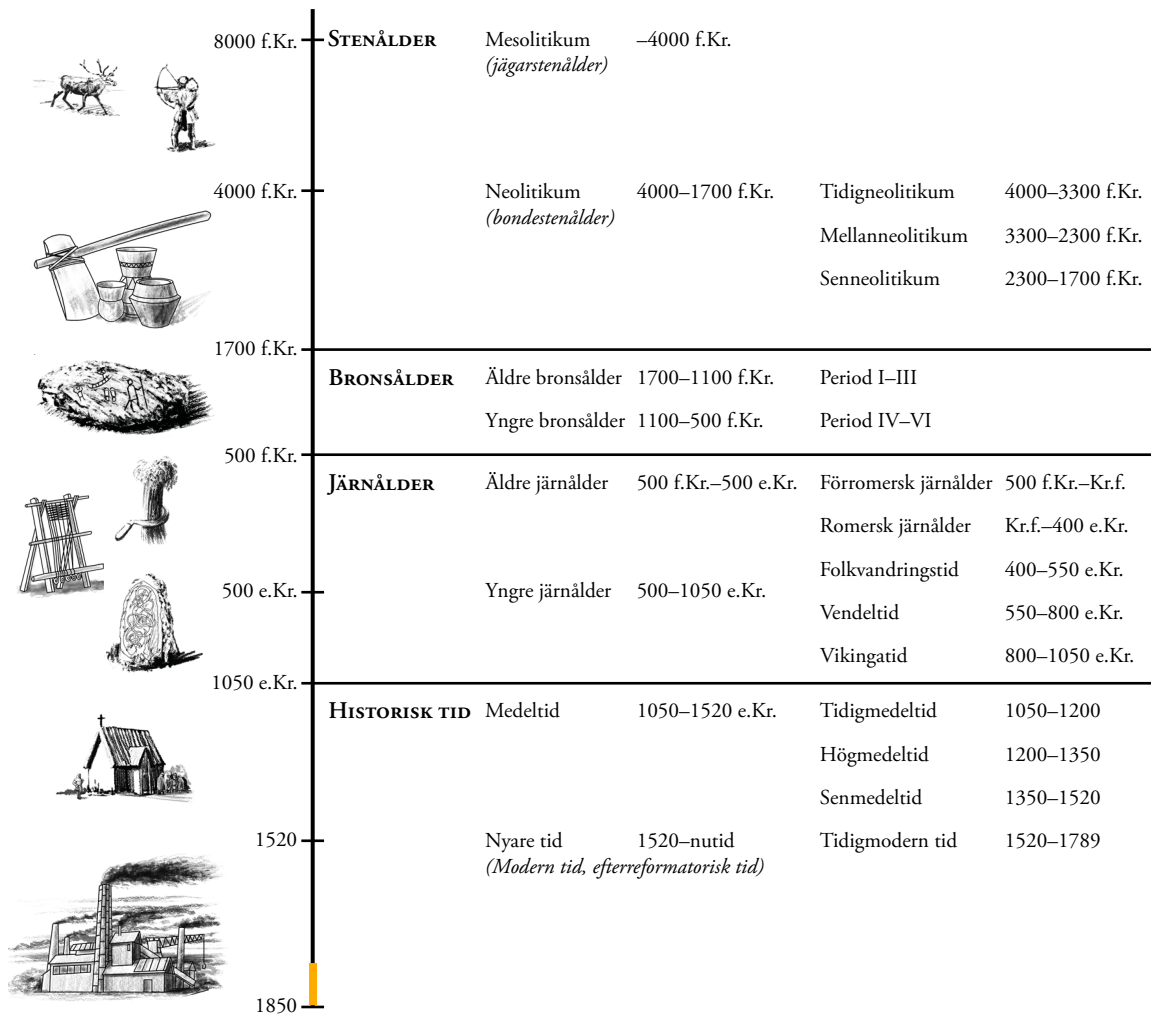 8000 f.Kr. STENÅLDER Mesolitikum –4000 f.Kr.
(jägarstenålder)
4000 f.Kr. Neolitikum 4000–1700 f.Kr. Tidigneolitikum 4000–3300 f.Kr.
(bondestenålder)
Mellanneolitikum 3300–2300 f.Kr.
Senneolitikum 2300–1700 f.Kr.
1700 f.Kr.
BRONSÅLDER Äldre bronsålder 1700–1100 f.Kr. Period I–III
Yngre bronsålder 1100–500 f.Kr. Period IV–VI
500 f.Kr.
JÄRNÅLDER Äldre järnålder 500 f.Kr.–500 e.Kr. Förromersk järnålder 500 f.Kr.–Kr.f.
Romersk järnålder Kr.f.–400 e.Kr.
Folkvandringstid 400–550 e.Kr.
500 e.Kr. Yngre järnålder 500–1050 e.Kr.
Vendeltid 550–800 e.Kr.
Vikingatid 800–1050 e.Kr.
1050 e.Kr.
HISTORISK TID Medeltid 1050–1520 e.Kr. Tidigmedeltid 1050–1200
Högmedeltid 1200–1350
Senmedeltid 1350–1520
1520 Nyare tid 1520–nutid Tidigmodern tid 1520–1789
(Modern tid, efterreformatorisk tid)
1850